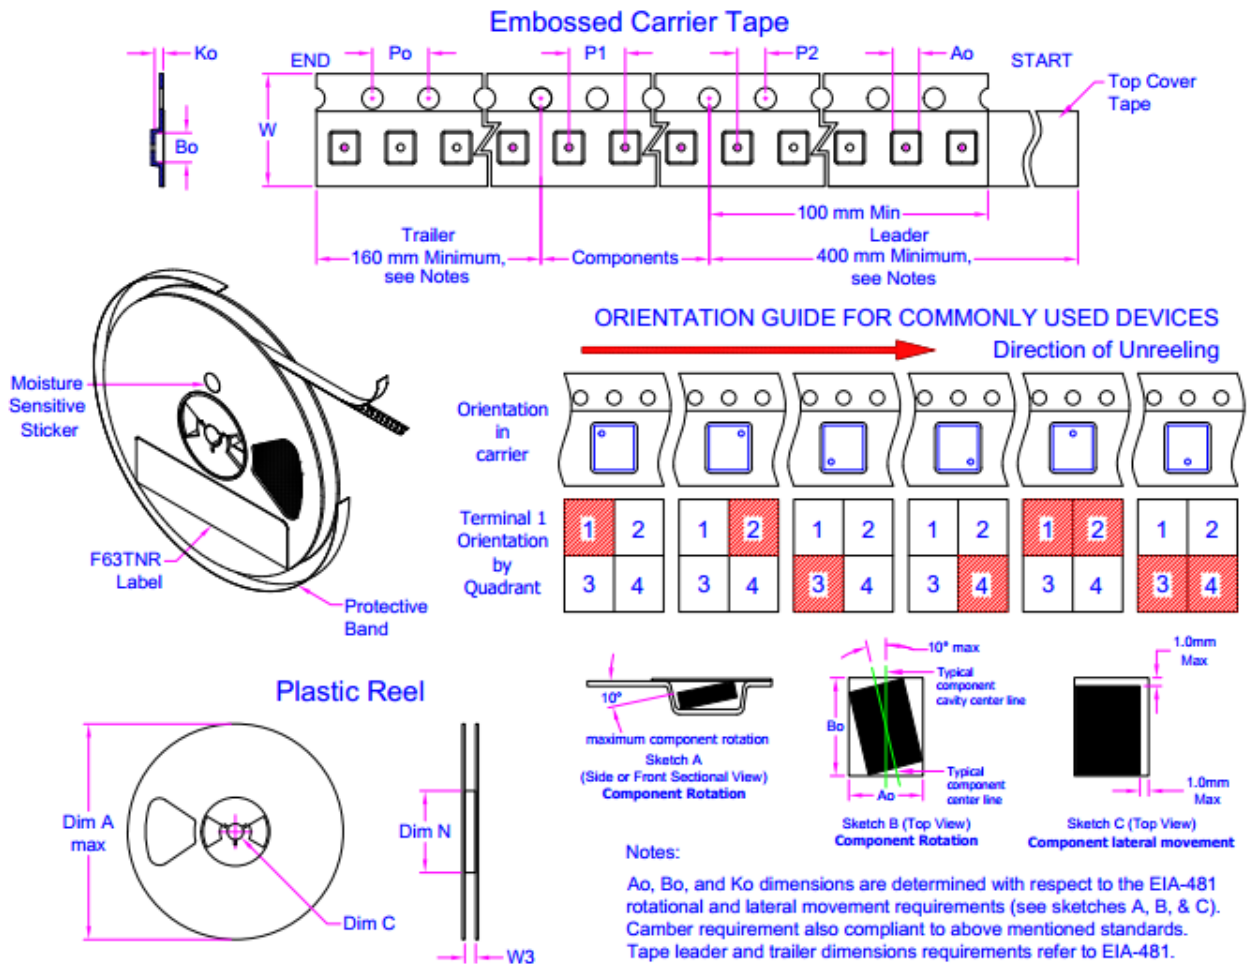 Embossed Carrier Tape
Ko
END
Po
P1
P2
Ao
START
Top Cover
Tape
W
Bo
100 mm Min
Trailer
160 mm Minimum,
see Notes
Components
Leader
400 mm Minimum,
see Notes
ORIENTATION GUIDE FOR COMMONLY USED DEVICES
Direction of Unreeling
Moisture
Sensitive
Sticker
F63TNR
Label
Protective
Band
Orientation
in
carrier
Terminal 1
Orientation
by
Quadrant
1 2 1 2 1 2 1 2 1 2 1 2
3 4 3 4 3 4 3 4 3 4 3 4
10°
maximum component rotation
Sketch A
(Side or Front Sectional View)
Component Rotation
10° max
Typical
component
cavity center line
Bo
Typical
component
center line
Ao
Sketch B (Top View)
Component Rotation
1.0mm
Max
1.0mm
Max
Sketch C (Top View)
Component lateral movement
Plastic Reel
Dim A
max
Dim N
Dim C
W3
Notes:
Ao, Bo, and Ko dimensions are determined with respect to the EIA-481
rotational and lateral movement requirements (see sketches A, B, & C).
Camber requirement also compliant to above mentioned standards.
Tape leader and trailer dimensions requirements refer to EIA-481.